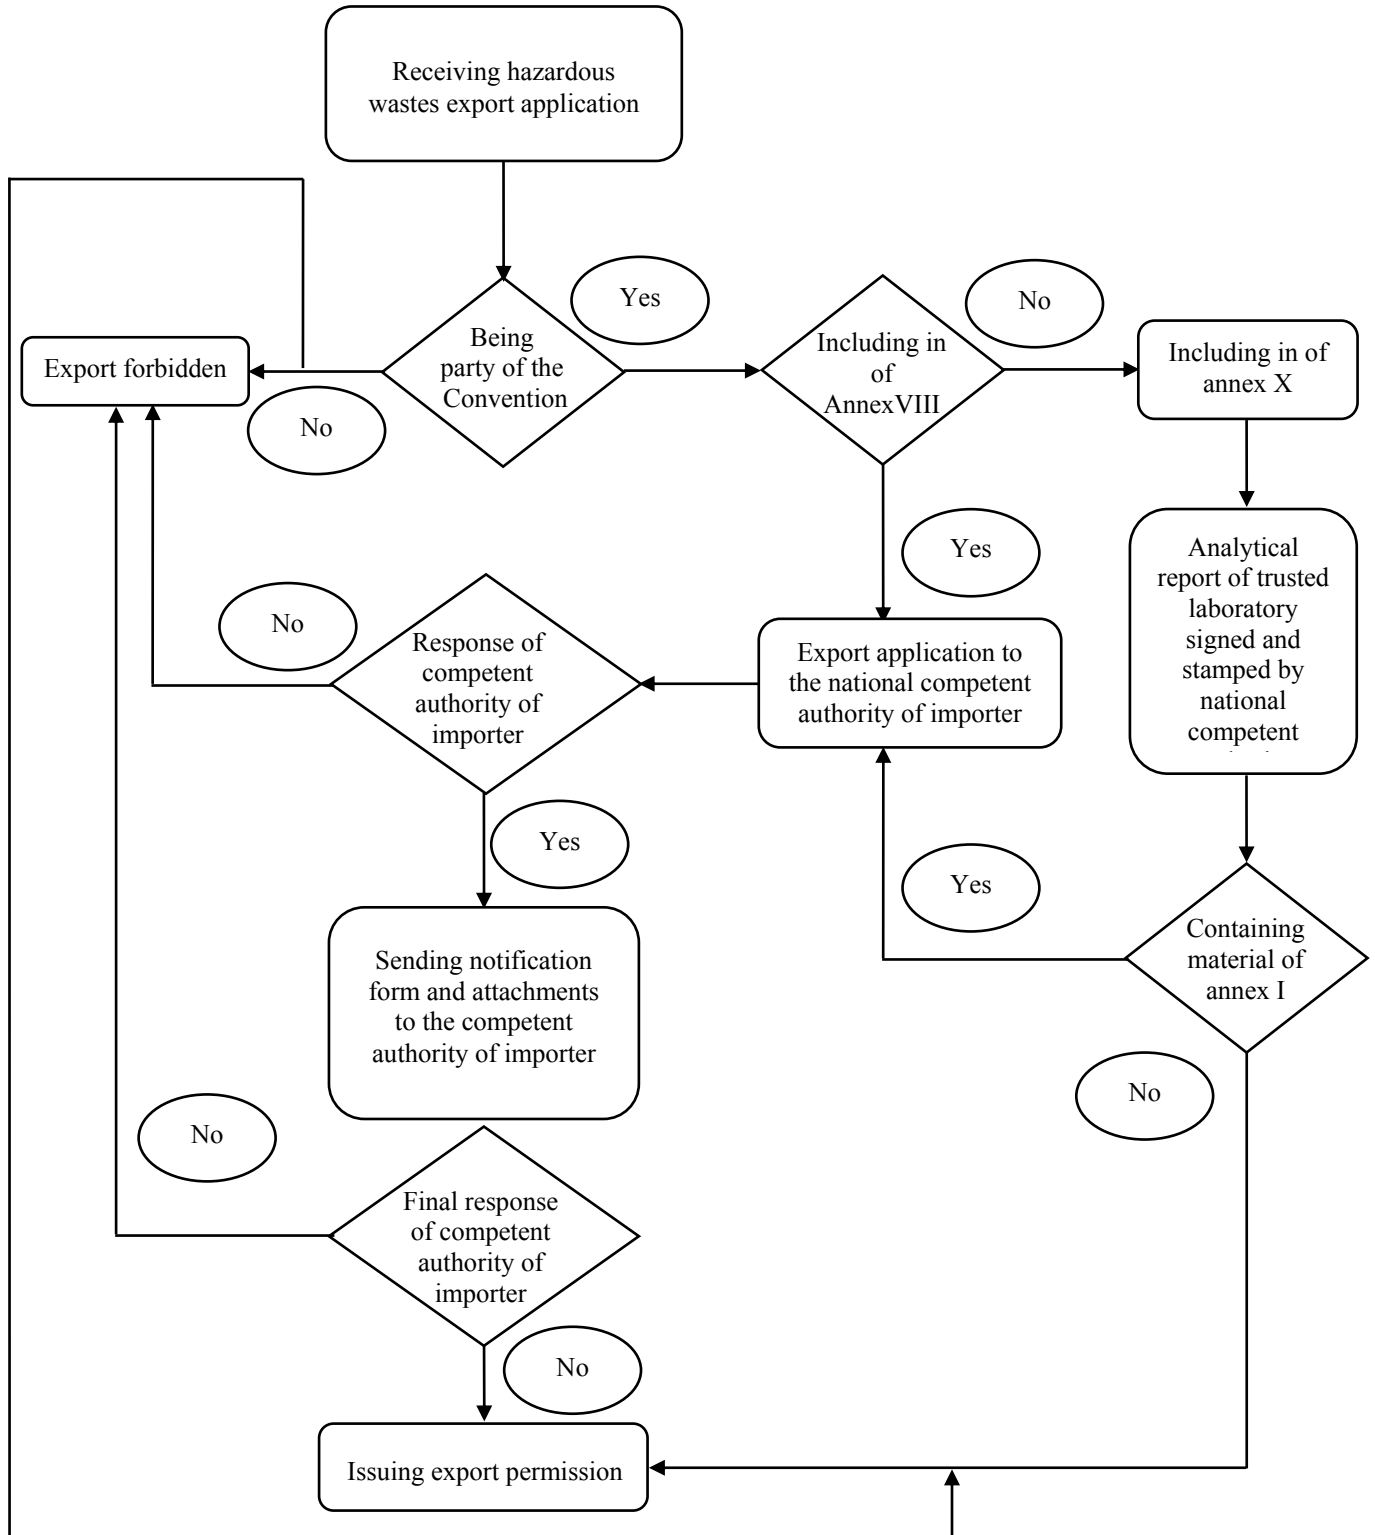 Receiving hazardous
wastes export application
Yes
No
Being
party of the
Convention
Including in
of
AnnexVIII
Including in of
annex X
Export forbidden
No
Yes
Analytical
report of trusted
laboratory
signed and
stamped by
national
competent
No
Response of
competent
authority of
importer
Export application to
the national competent
authority of importer
Yes
Yes
Containing
material of
annex I
Sending notification
form and attachments
to the competent
authority of importer
No
No
Final response
of competent
authority of
importer
No
Issuing export permission